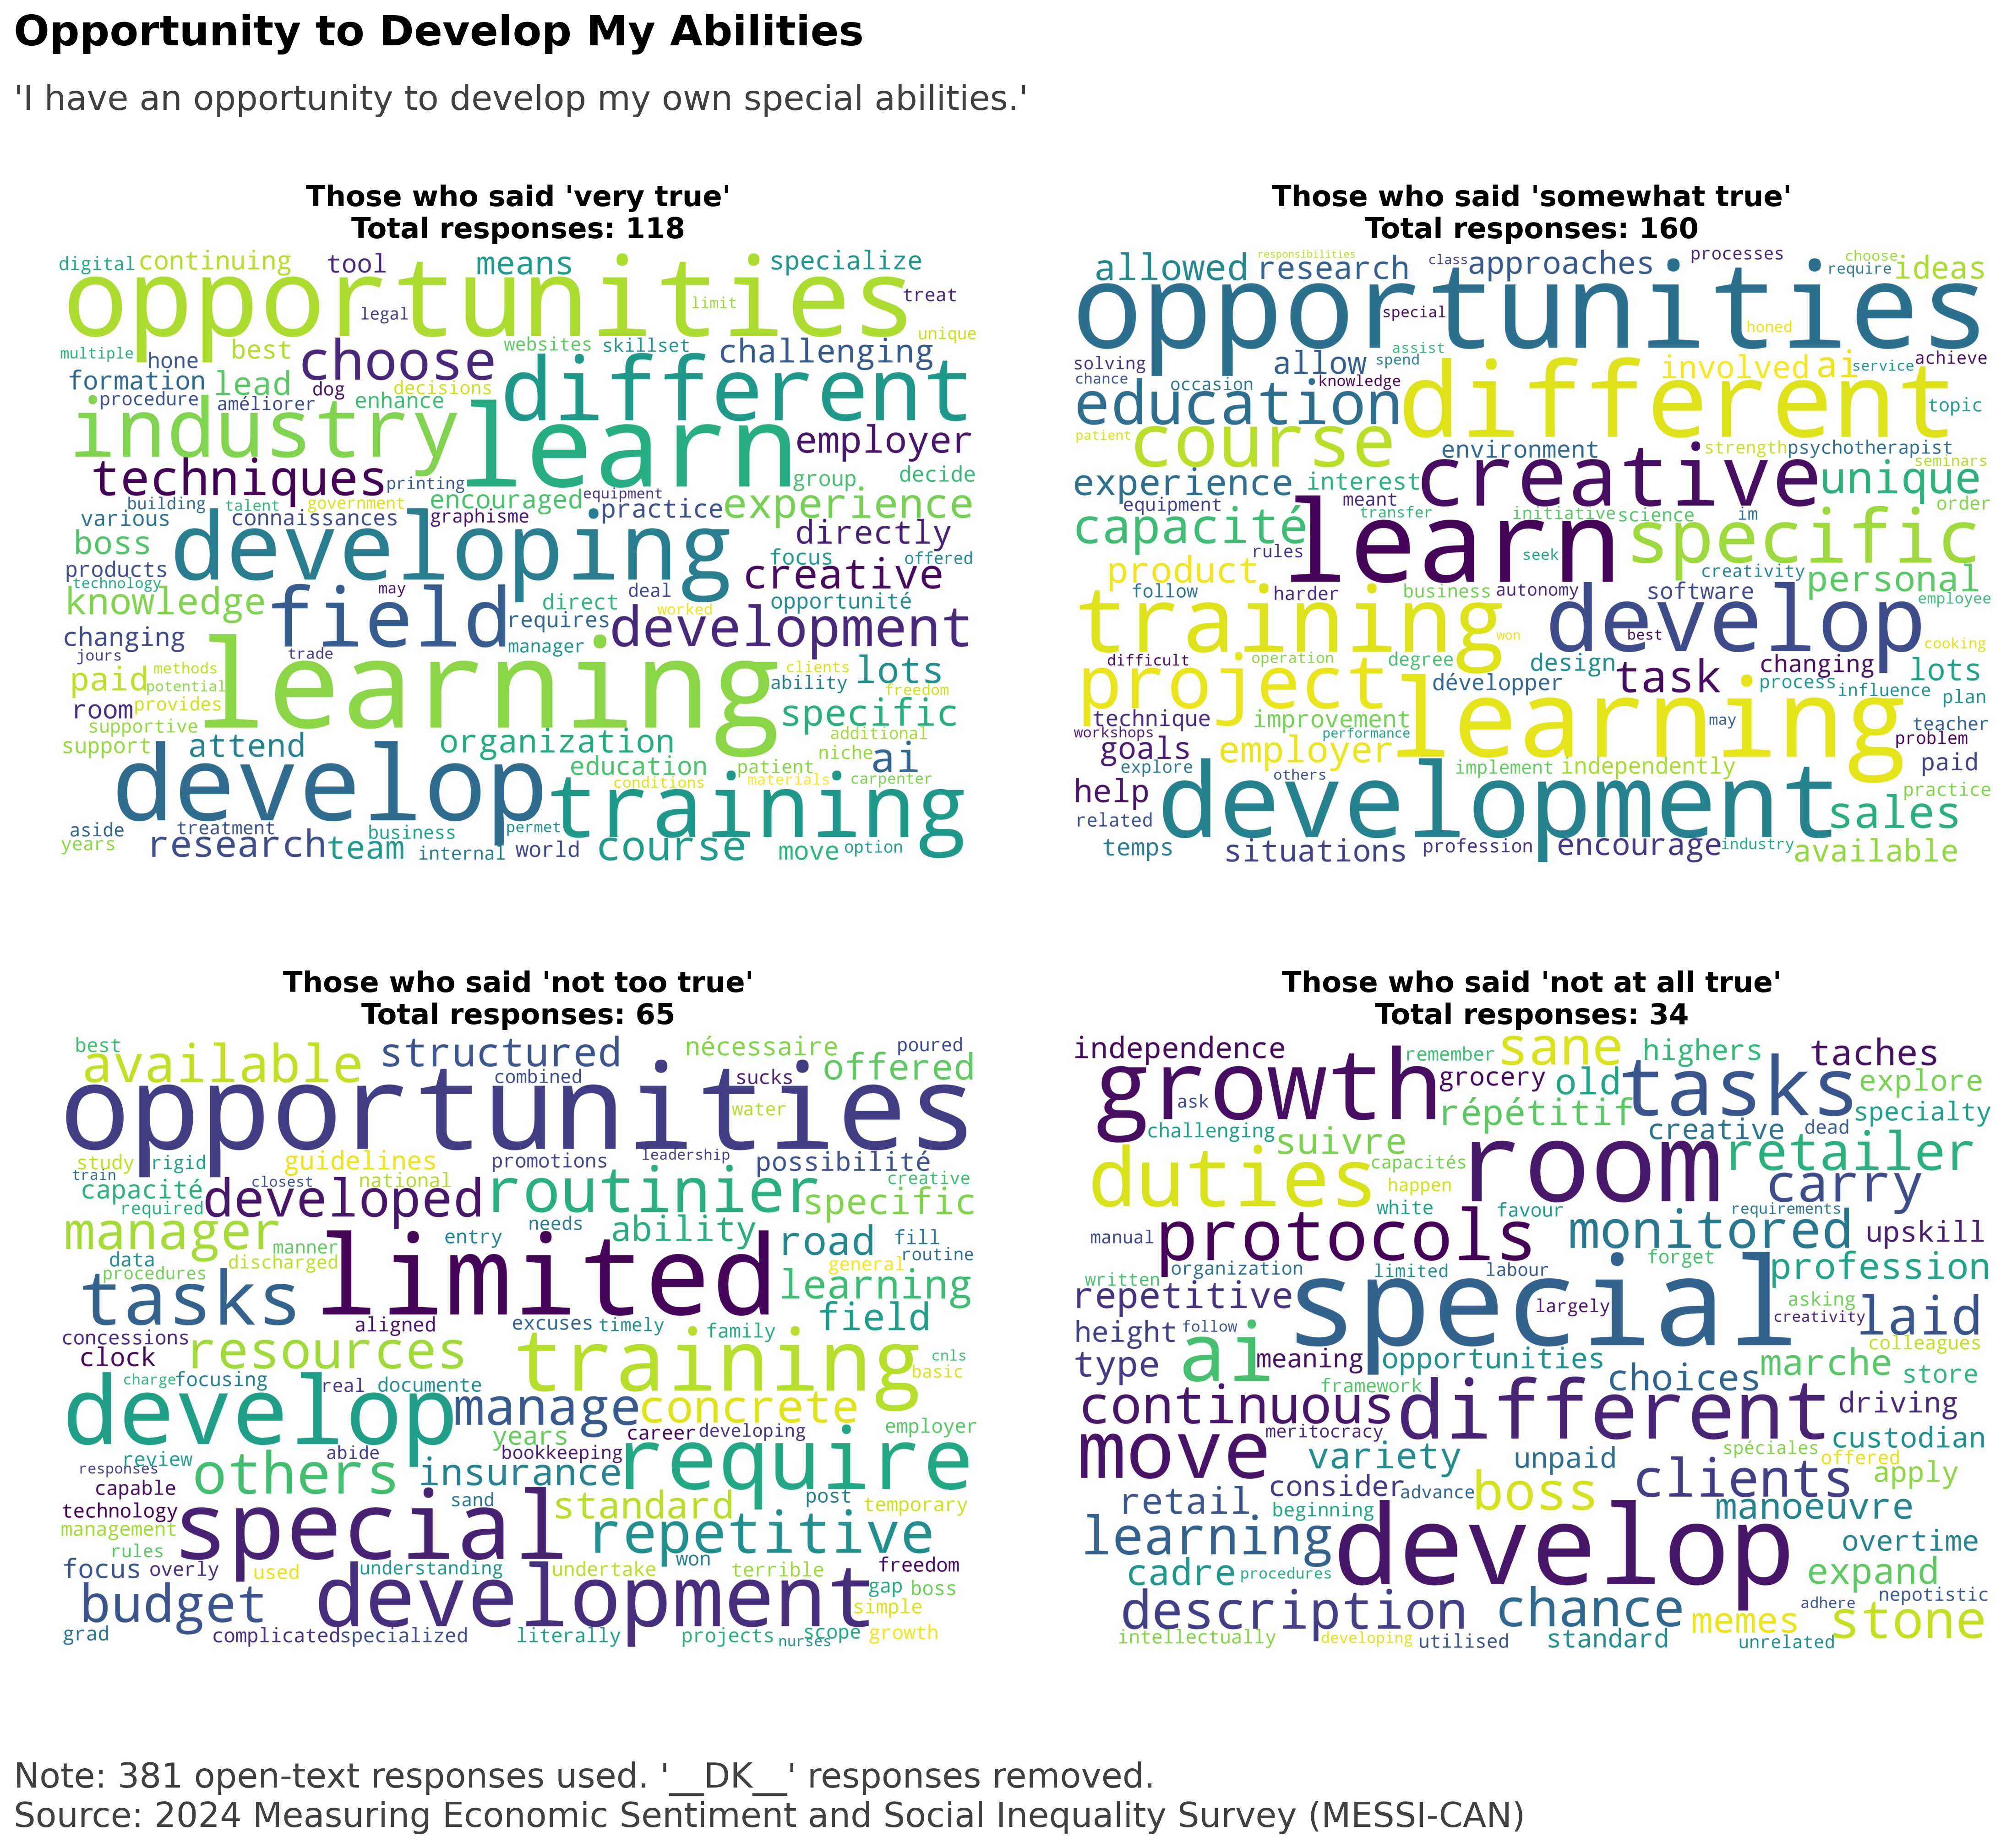 Opportunity to Develop My Abilities
'I have an opportunity to develop my own special abilities.'
Those who said 'very true'
Total responses: 118
digital continuing tool means specialize
opportunities
legal limit treat
unique
multiple hone best choose websites skillset challenging
formation lead dog decisions different
procedure améliorer enhance
industry learn employer
techniques printing group decide
building talent government encouraged equipment practice experience
various connaissances graphisme directly
boss developing focus offered
products creative
technology may deal
knowledge field direct opportunité
worked
changing requires development
jours trade manager
paid methods learning clients lots
potential ability freedom
room provides specific
supportive additional
support attend organization niche ai
education patient
develop conditions materials carpenter
training
aside treatment business permet
years research team internal world course move option
Those who said 'somewhat true'
Total responses: 160
responsibilities class processes choose
allowed research approaches require ideas
opportunities
special honed
assist
solving allow spend involved ai service achieve
chance occasion knowledge different
education topic
patient course environment strength psychotherapist
creative seminars
experience interest unique
equipment meant order
capacité transfer initiative science im
learn specific
rules seek
product creativity personal
follow harder business autonomy software employee
training develop
won best cooking
difficult operation degree design task changing lots
project développer process influence plan
learning
technique improvement may teacher
workshops performance problem
goals employer paid
explore others implement independently
help development practice
related sales
temps situations profession encourage industry available
Those who said 'not too true'
Total responses: 65
best structured nécessaire poured
available combined sucks offered
opportunities
water
study rigid guidelines promotions leadership possibilité
train closest national creative
capacité developed routinier specific
required
manager entry needs ability road fill
manner routine
data discharged general
procedures limited learning
tasks field
aligned excuses timely family
concessions
clock resources training cnls
basic
charge focusing real documente
develop manage concrete
years career developing employer
review abide bookkeeping require
responses others insurance
capable
technology sand standard post temporary
management special repetitive
rules won
focus overly used understanding undertake terrible freedom
budget development gap boss
simple
grad complicated specialized literally projects nurses scope growth
Those who said 'not at all true'
Total responses: 34
independence remember sane highers taches
growth grocery old tasks explore
ask répétitif specialty
challenging suivre creative dead
duties capacités room retailer
happen carry
white favour requirements
manual protocols monitored upskill
organization limited labour forget profession
written special asking
repetitive largely creativity laid
height follow colleagues
type ai meaning opportunities choices marche store
framework
continuous different driving
move meritocracy custodian
variety unpaid spéciales offered
consider clients apply
retail advance boss
beginning manoeuvre
learning develop overtime
cadre procedures expand
nepotistic
description chance adhere
memes stone
intellectually developing utilised standard unrelated
Note: 381 open-text responses used. '__DK__' responses removed.
Source: 2024 Measuring Economic Sentiment and Social Inequality Survey (MESSI-CAN)